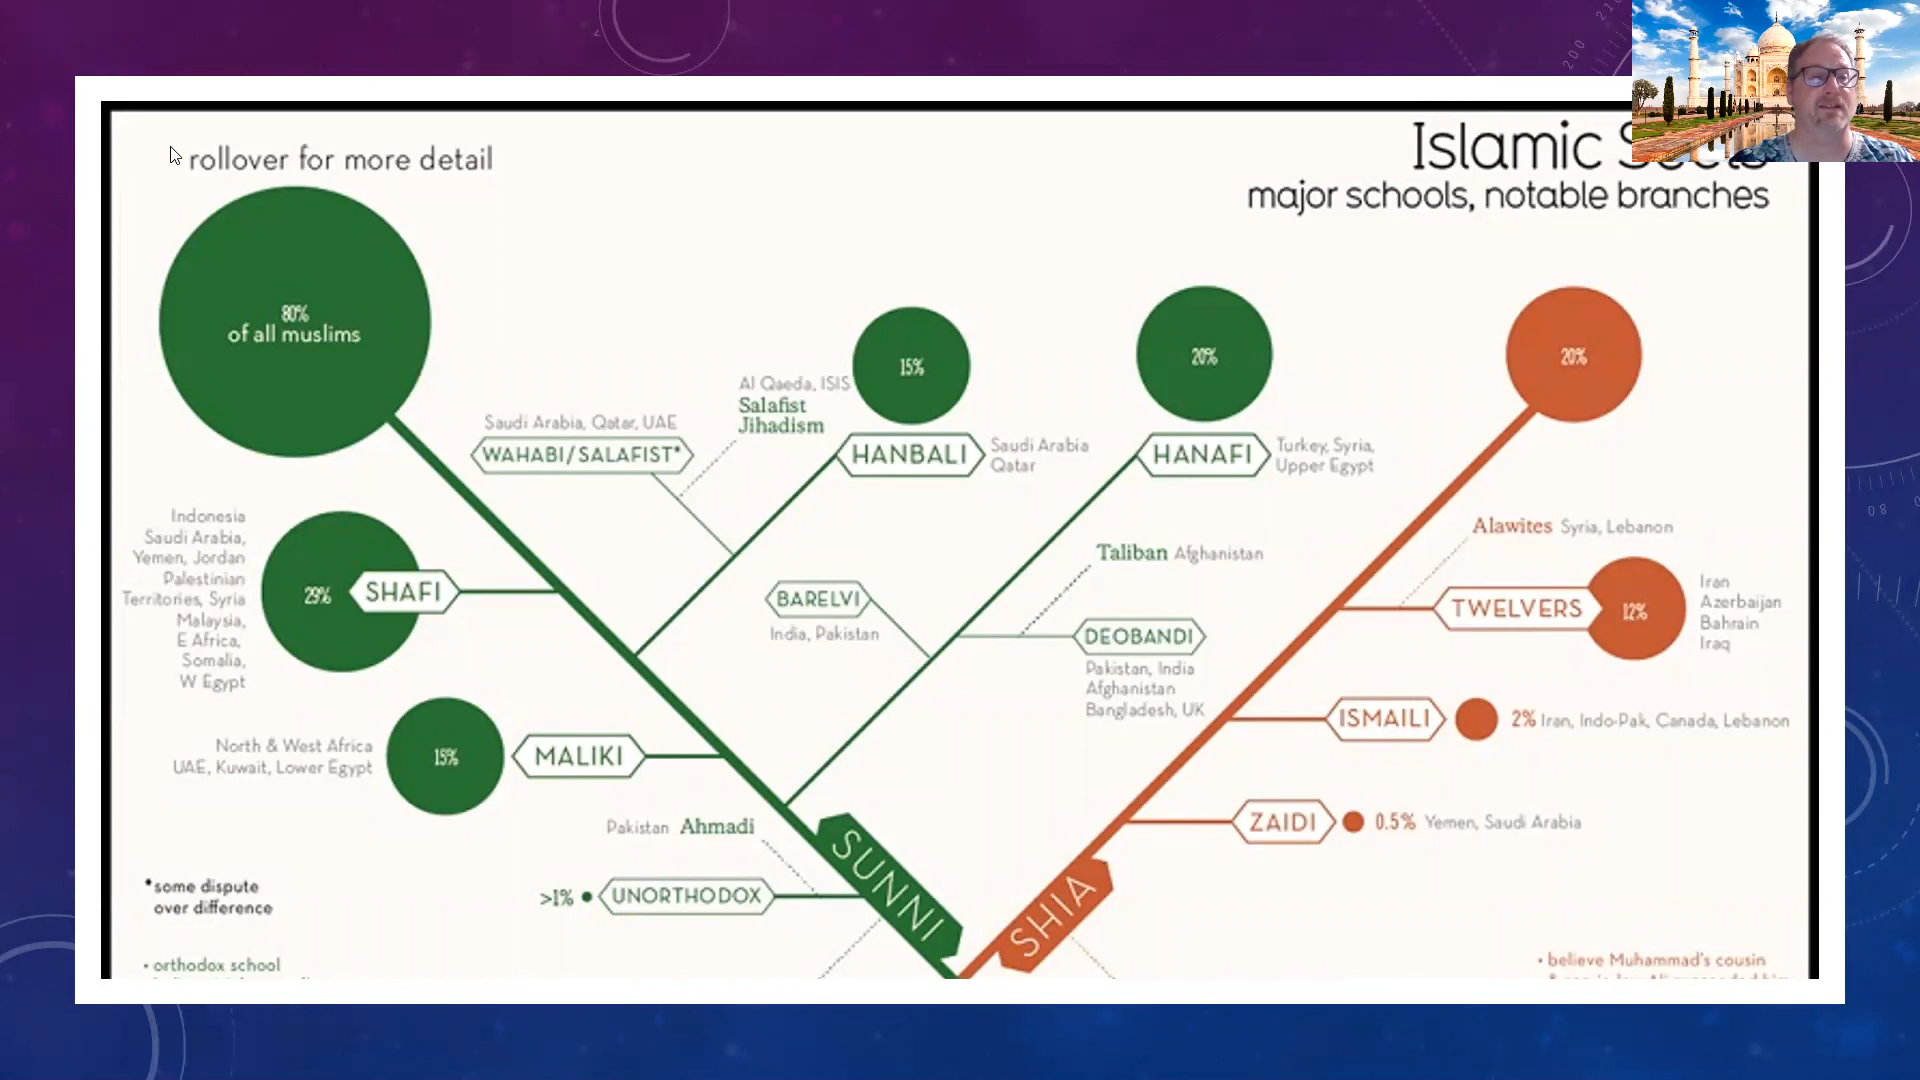 rollover for more detail
Islamic
major schools, notable branches
80%
of all muslims
15%
20%
20%
Al Qaeda, ISIS
Salafist
Jihadism
Saudi Arabia, Qatar, UAE
WAHABI/SALAFIST*
HANBALI
Saudi Arabia
Qatar
HANAFI
Turkey, Syria,
Upper Egypt
Indonesia
Saudi Arabia,
Yemen, Jordan
Palestinian
Territories, Syria
Malaysia,
E Africa,
Somalia,
W Egypt
29%
SHAFI
Alawites Syria, Lebanon
Taliban Afghanistan
BARELVI
India, Pakistan
DEOBANDI
Pakistan, India
Afghanistan
Bangladesh, UK
TWELVERS
12%
Iran
Azerbaijan
Bahrain
Iraq
North & West Africa
UAE, Kuwait, Lower Egypt
15%
MALIKI
ISMAILI
2% Iran, Indo-Pak, Canada, Lebanon
Pakistan Ahmadi
ZAIDI
0.5% Yemen, Saudi Arabia
>1%
UNORTHODOX
SUNNI
SHIA
*some dispute
over difference
• orthodox school
• believe Muhammad's cousin
200
210
80